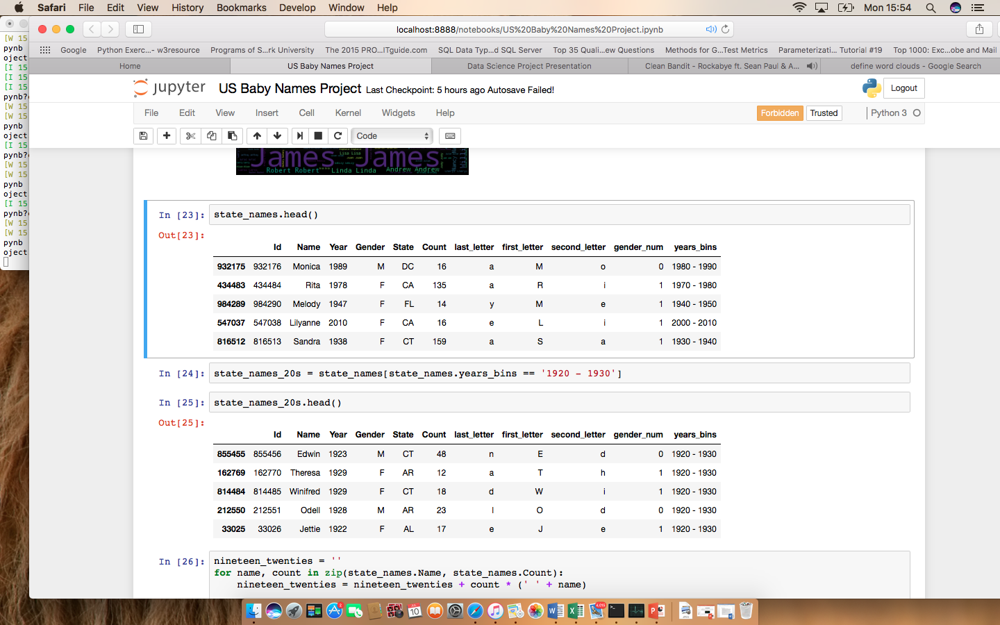 Safari File Edit View History Bookmarks Develop Window Help Mon 15:54
localhost:8888/notebooks/US%20Baby%20Names%20Project.ipynb
Google Python Exerc...- w3resource Programs of S...rk University The 2015 PRO...ITguide.com SQL Data Typ...d SQL Server Top 35 Quali...ew Questions Methods for G...Test Metrics Parameterizati... Tutorial #19 Top 1000: Exc...obe and Mail
Home US Baby Names Project Data Science Project Presentation Clean Bandit - Rockabye ft. Sean Paul & A... define word clouds - Google Search
[W 15
pynb
oject
[I 15
[I 15
[I 15
pynb?
[W 15
[W 15
pynb
oject
[I 15
pynb?
[W 15
[W 15
pynb
oject
[I 15
pynb?
[W 15
[W 15
pynb
oject
jupyter US Baby Names Project Last Checkpoint: 5 hours ago Autosave Failed! Logout
File Edit View Insert Cell Kernel Widgets Help Forbidden Trusted Python 3
Code
James James
Robert Robert Linda Linda Andrew Andrew
In [23]: state_names.head()
Out[23]:
Id Name Year Gender State Count last_letter first_letter second_letter gender_num years_bins
932175 932176 Monica 1989 M DC 16 a M o 0 1980 - 1990
434483 434484 Rita 1978 F CA 135 a R i 1 1970 - 1980
984289 984290 Melody 1947 F FL 14 y M e 1 1940 - 1950
547037 547038 Lilyanne 2010 F CA 16 e L i 1 2000 - 2010
816512 816513 Sandra 1938 F CT 159 a S a 1 1930 - 1940
In [24]: state_names_20s = state_names[state_names.years_bins == '1920 - 1930']
In [25]: state_names_20s.head()
Out[25]:
Id Name Year Gender State Count last_letter first_letter second_letter gender_num years_bins
855455 855456 Edwin 1923 M CT 48 n E d 0 1920 - 1930
162769 162770 Theresa 1929 F AR 12 a T h 1 1920 - 1930
814484 814485 Winifred 1929 F CT 18 d W i 1 1920 - 1930
212550 212551 Odell 1928 M AR 23 l O d 0 1920 - 1930
33025 33026 Jettie 1922 F AL 17 e J e 1 1920 - 1930
In [26]: nineteen_twenties = ''
for name, count in zip(state_names.Name, state_names.Count):
nineteen_twenties = nineteen_twenties + count * (' ' + name)